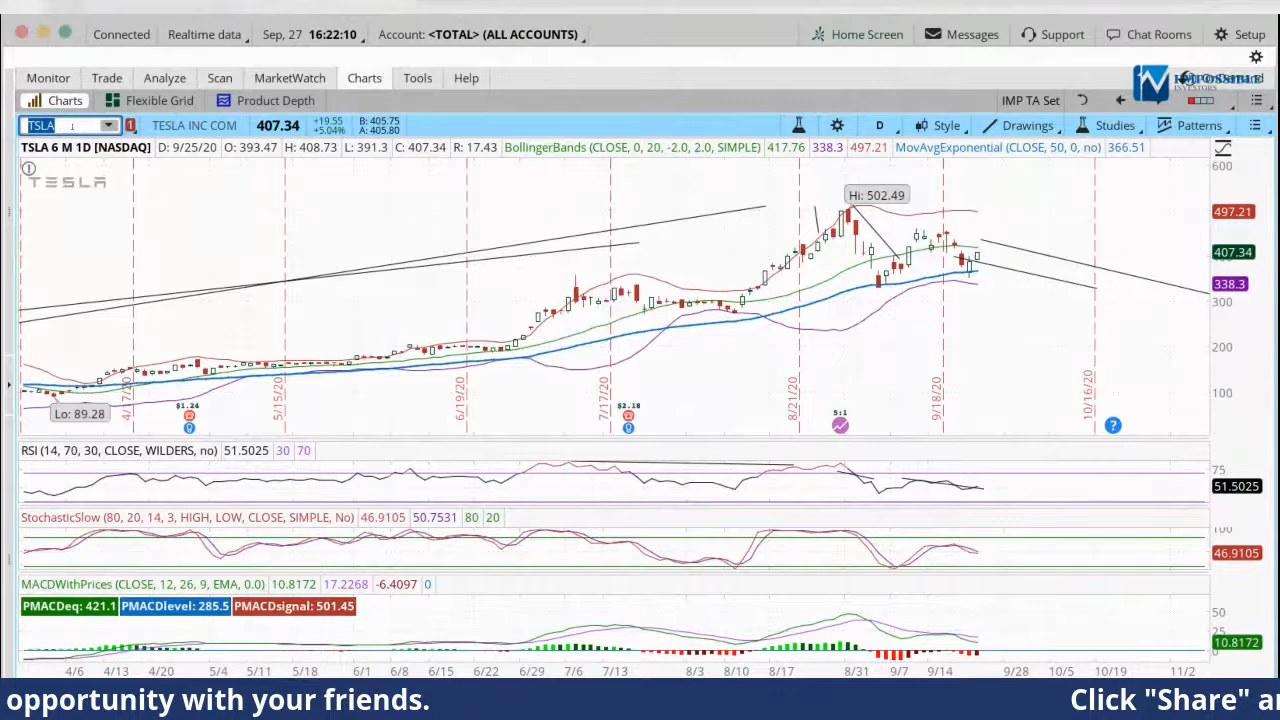 Connected Realtime data Sep, 27 16:22:10 Account: <TOTAL> (ALL ACCOUNTS) Home Screen Messages Support Chat Rooms Setup
Monitor Trade Analyze Scan MarketWatch Charts Tools Help
INVESTORS
Charts Flexible Grid Product Depth IMP TA Set
TSLA 1 TESLA INC COM 407.34 +19.55 +5.04% B: 405.75 A: 405.80 D Style Drawings Studies Patterns
TSLA 6 M 1D [NASDAQ] D: 9/25/20 O: 393.47 H: 408.73 L: 391.3 C: 407.34 R: 17.43 BollingerBands (CLOSE, 0, 20, -2.0, 2.0, SIMPLE) 417.76 338.3 497.21 MovAvgExponential (CLOSE, 50, 0, no) 366.51
600
TESLA
Hi: 502.49
497.21
407.34
338.3
300
200
100
4/17/20 5/15/20 6/19/20 7/17/20 8/21/20 9/18/20 10/16/20
Lo: 89.28
$1.24 $2.18 5:1
?
RSI (14, 70, 30, CLOSE, WILDERS, no) 51.5025 30 70
75
51.5025
StochasticSlow (80, 20, 14, 3, HIGH, LOW, CLOSE, SIMPLE, No) 46.9105 50.7531 80 20
100
46.9105
MACDWithPrices (CLOSE, 12, 26, 9, EMA, 0.0) 10.8172 17.2268 -6.4097 0
PMACDeq: 421.1 PMACDlevel: 285.5 PMACDsignal: 501.45
50
25
10.8172
0
4/6 4/13 4/20 5/4 5/11 5/18 6/1 6/8 6/15 6/22 7/6 7/13 8/3 8/10 8/17 8/31 9/7 9/14 9/28 10/5 10/19 11/2
opportunity with your friends. Click "Share" a